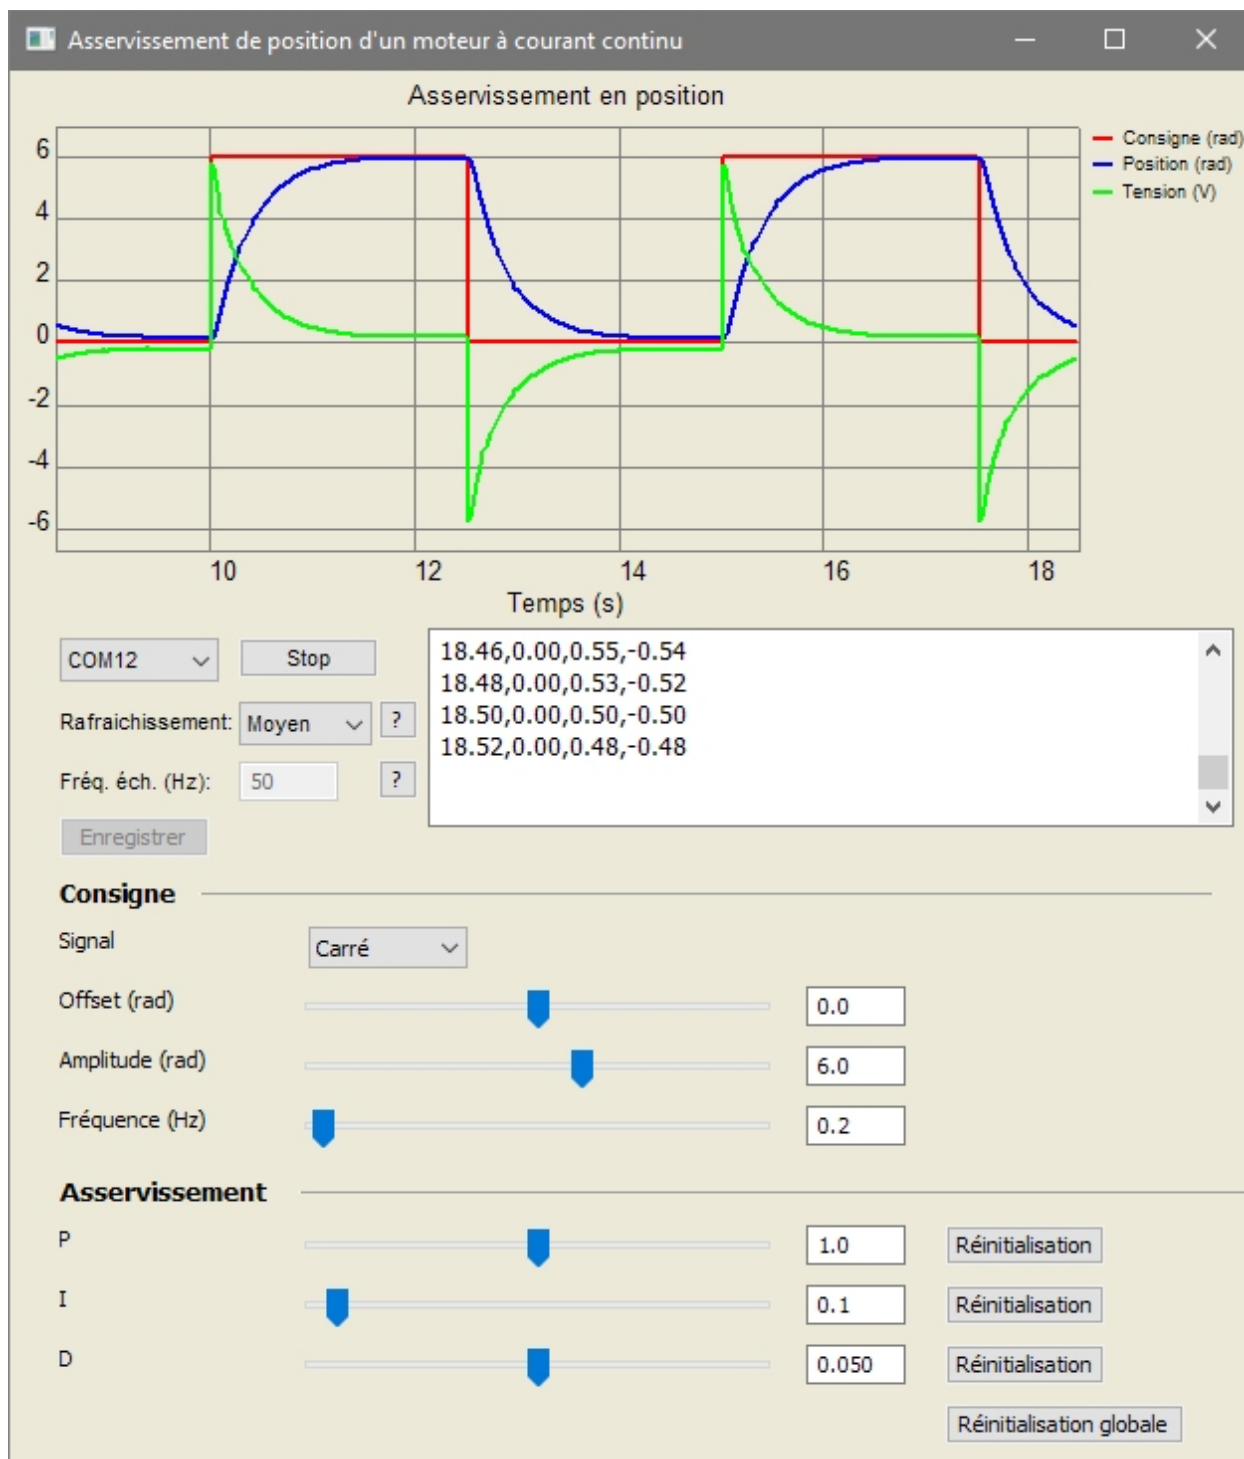 Asservissement de position d'un moteur à courant continu
Asservissement en position
6
4
2
0
-2
-4
-6
Consigne (rad)
Position (rad)
Tension (V)
10 12 14 16 18
Temps (s)
COM12 Stop
18.46,0.00,0.55,-0.54
18.48,0.00,0.53,-0.52
18.50,0.00,0.50,-0.50
18.52,0.00,0.48,-0.48
Rafraichissement: Moyen ?
Fréq. éch. (Hz): 50 ?
Enregistrer
Consigne
Signal Carré
Offset (rad) 0.0
Amplitude (rad) 6.0
Fréquence (Hz) 0.2
Asservissement
P 1.0 Réinitialisation
I 0.1 Réinitialisation
D 0.050 Réinitialisation
Réinitialisation globale